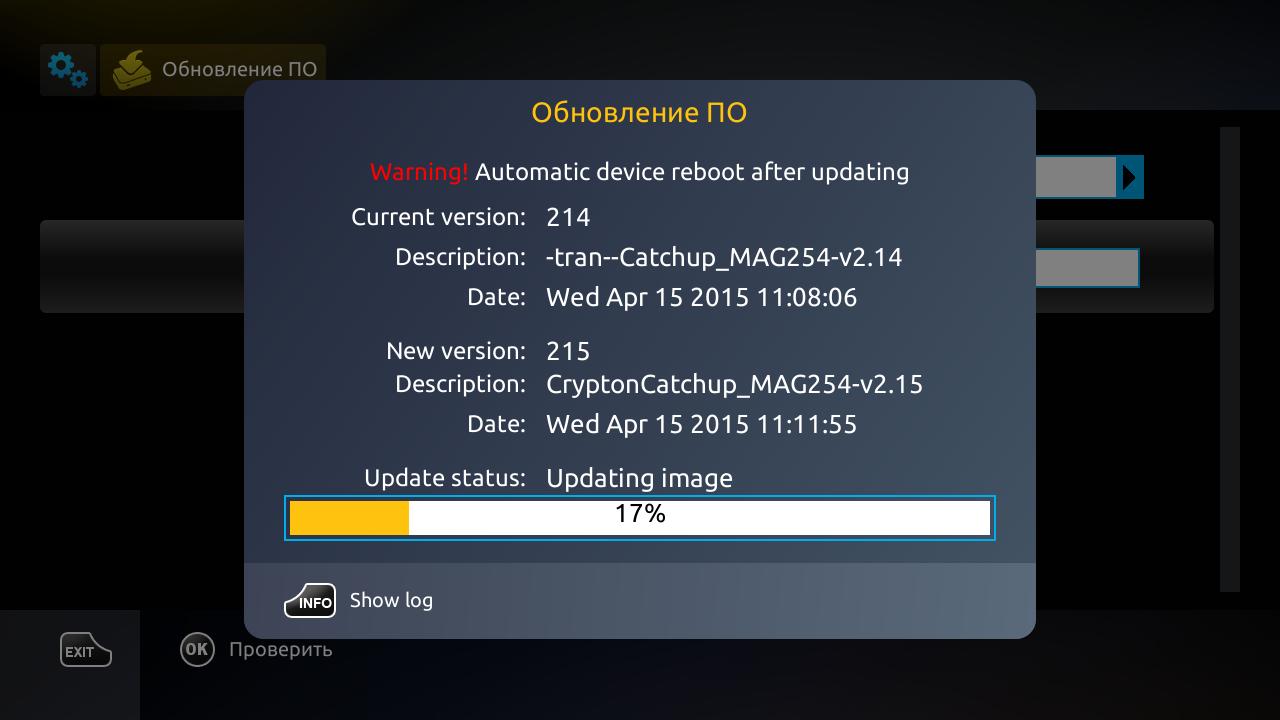 Обновление ПО
Обновление ПО
Warning! Automatic device reboot after updating
Current version: 214
Description: -tran--Catchup_MAG254-v2.14
Date: Wed Apr 15 2015 11:08:06
New version: 215
Description: CryptonCatchup_MAG254-v2.15
Date: Wed Apr 15 2015 11:11:55
Update status: Updating image
17%
INFO Show log
EXIT OK Проверить